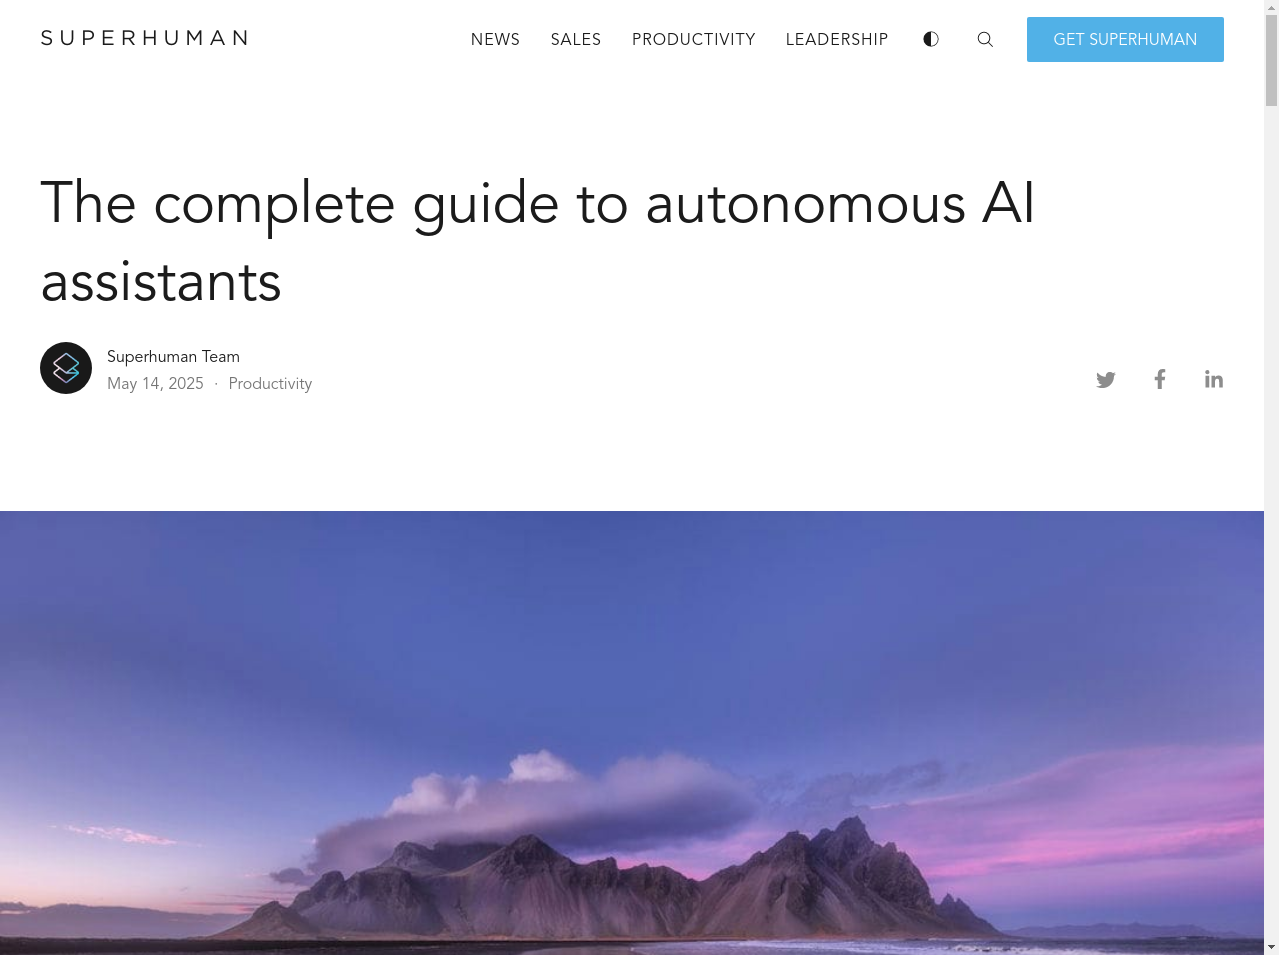 SUPERHUMAN
NEWS SALES PRODUCTIVITY LEADERSHIP GET SUPERHUMAN
The complete guide to autonomous AI
assistants
Superhuman Team
May 14, 2025 · Productivity